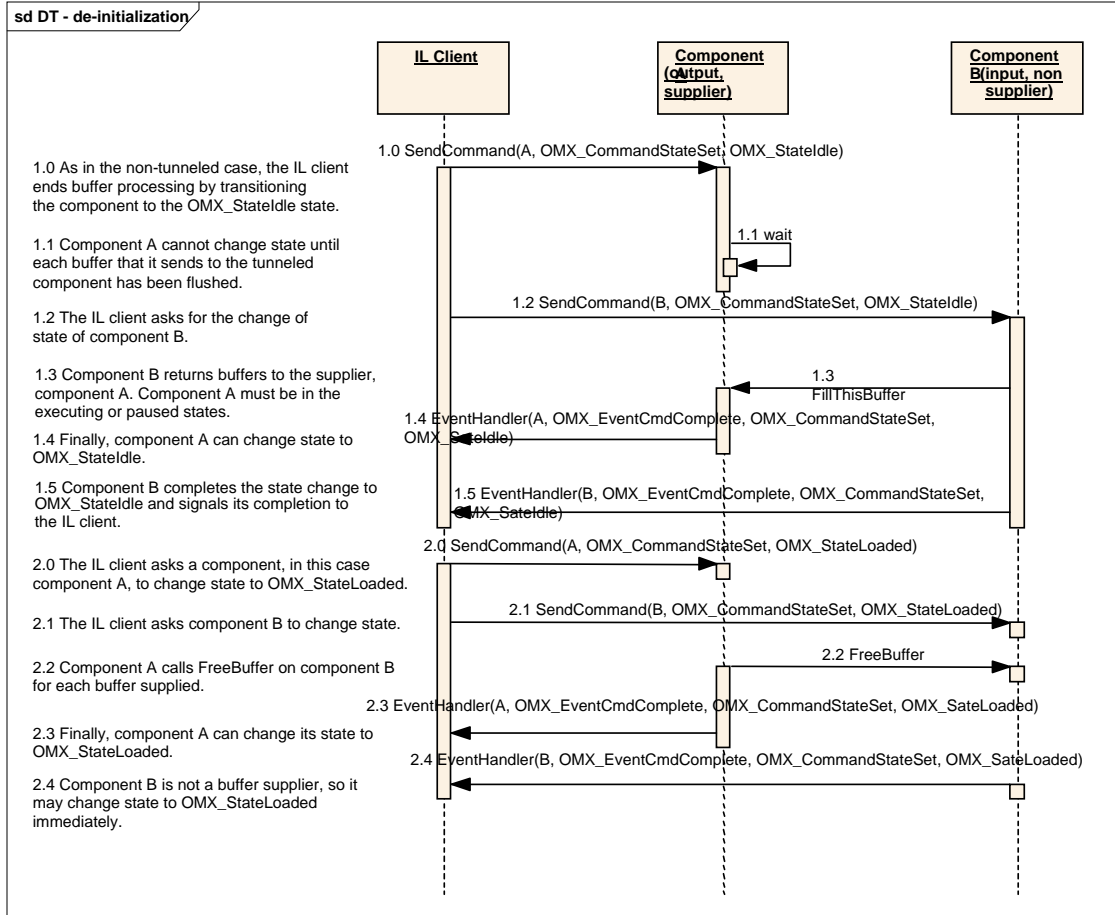 sd DT - de-initialization
IL Client
Component
A
(output,
supplier)
Component
B(input, non
supplier)
1.0 SendCommand(A, OMX_CommandStateSet, OMX_StateIdle)
1.0 As in the non-tunneled case, the IL client
ends buffer processing by transitioning
the component to the OMX_StateIdle state.
1.1 wait
1.1 Component A cannot change state until
each buffer that it sends to the tunneled
component has been flushed.
1.2 SendCommand(B, OMX_CommandStateSet, OMX_StateIdle)
1.2 The IL client asks for the change of
state of component B.
1.3
FillThisBuffer
1.3 Component B returns buffers to the supplier,
component A. Component A must be in the
executing or paused states.
1.4 EventHandler(A, OMX_EventCmdComplete, OMX_CommandStateSet,
OMX_SateIdle)
1.4 Finally, component A can change state to
OMX_StateIdle.
1.5 EventHandler(B, OMX_EventCmdComplete, OMX_CommandStateSet,
OMX_SateIdle)
1.5 Component B completes the state change to
OMX_StateIdle and signals its completion to
the IL client.
2.0 SendCommand(A, OMX_CommandStateSet, OMX_StateLoaded)
2.0 The IL client asks a component, in this case
component A, to change state to OMX_StateLoaded.
2.1 SendCommand(B, OMX_CommandStateSet, OMX_StateLoaded)
2.1 The IL client asks component B to change state.
2.2 FreeBuffer
2.2 Component A calls FreeBuffer on component B
for each buffer supplied.
2.3 EventHandler(A, OMX_EventCmdComplete, OMX_CommandStateSet, OMX_SateLoaded)
2.3 Finally, component A can change its state to
OMX_StateLoaded.
2.4 EventHandler(B, OMX_EventCmdComplete, OMX_CommandStateSet, OMX_SateLoaded)
2.4 Component B is not a buffer supplier, so it
may change state to OMX_StateLoaded
immediately.